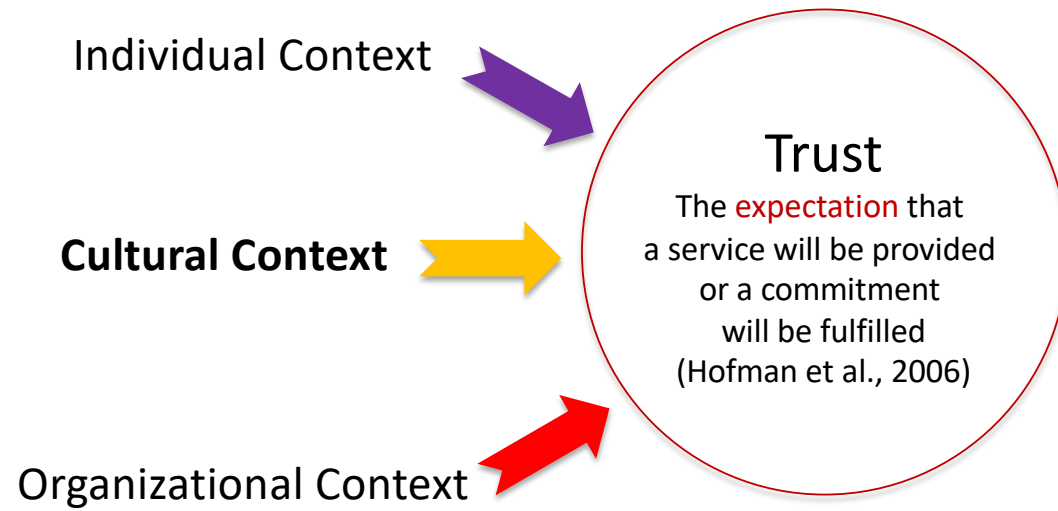 Individual Context
Cultural Context
Organizational Context
Trust
The expectation that
a service will be provided
or a commitment
will be fulfilled
(Hofman et al., 2006)